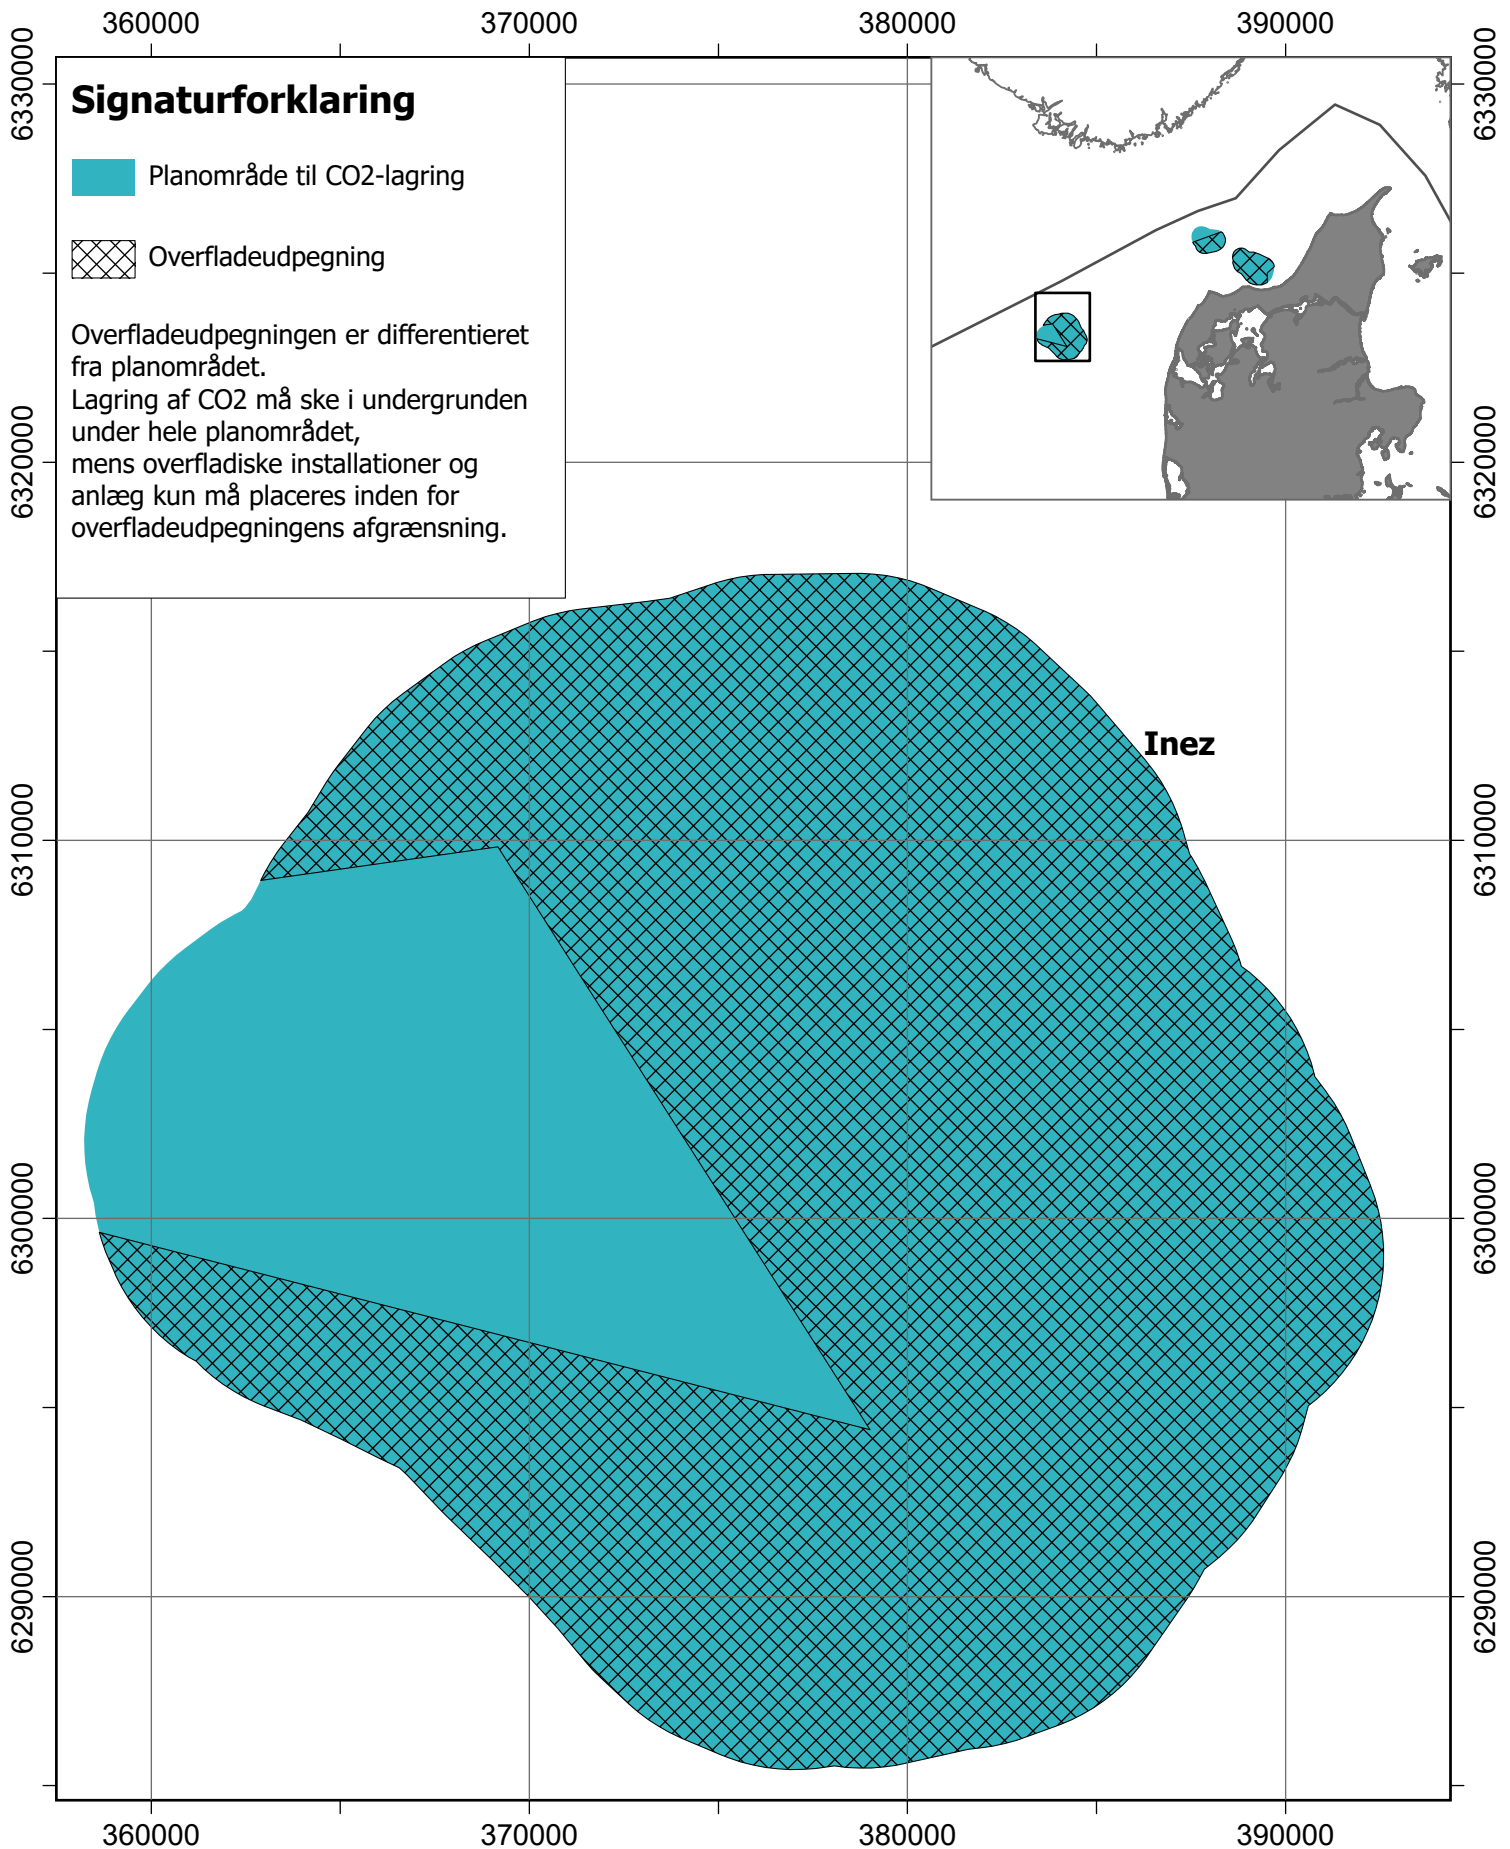 360000 370000 380000 390000
6330000 6330000
Signaturforklaring
Planområde til CO2-lagring
Overfladeudpegning
Overfladeudpegningen er differentieret
fra planområdet.
Lagring af CO2 må ske i undergrunden
under hele planområdet,
mens overfladiske installationer og
anlæg kun må placeres inden for
overfladeudpegningens afgrænsning.
6320000 6320000
Inez
6310000 6310000
6300000 6300000
6290000 6290000
360000 370000 380000 390000